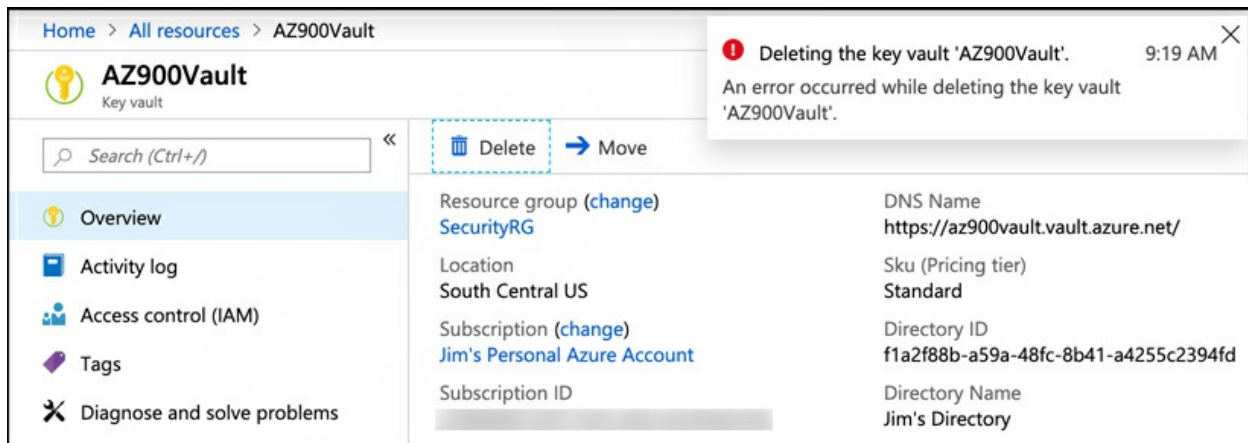 Home > All resources > AZ900Vault
AZ900Vault
Key vault
Deleting the key vault 'AZ900Vault'. 9:19 AM
An error occurred while deleting the key vault
'AZ900Vault'.
Search (Ctrl+/)
Overview
Activity log
Access control (IAM)
Tags
Diagnose and solve problems
Delete Move
Resource group (change)
SecurityRG
Location
South Central US
Subscription (change)
Jim's Personal Azure Account
Subscription ID
DNS Name
https://az900vault.vault.azure.net/
Sku (Pricing tier)
Standard
Directory ID
f1a2f88b-a59a-48fc-8b41-a4255c2394fd
Directory Name
Jim's Directory